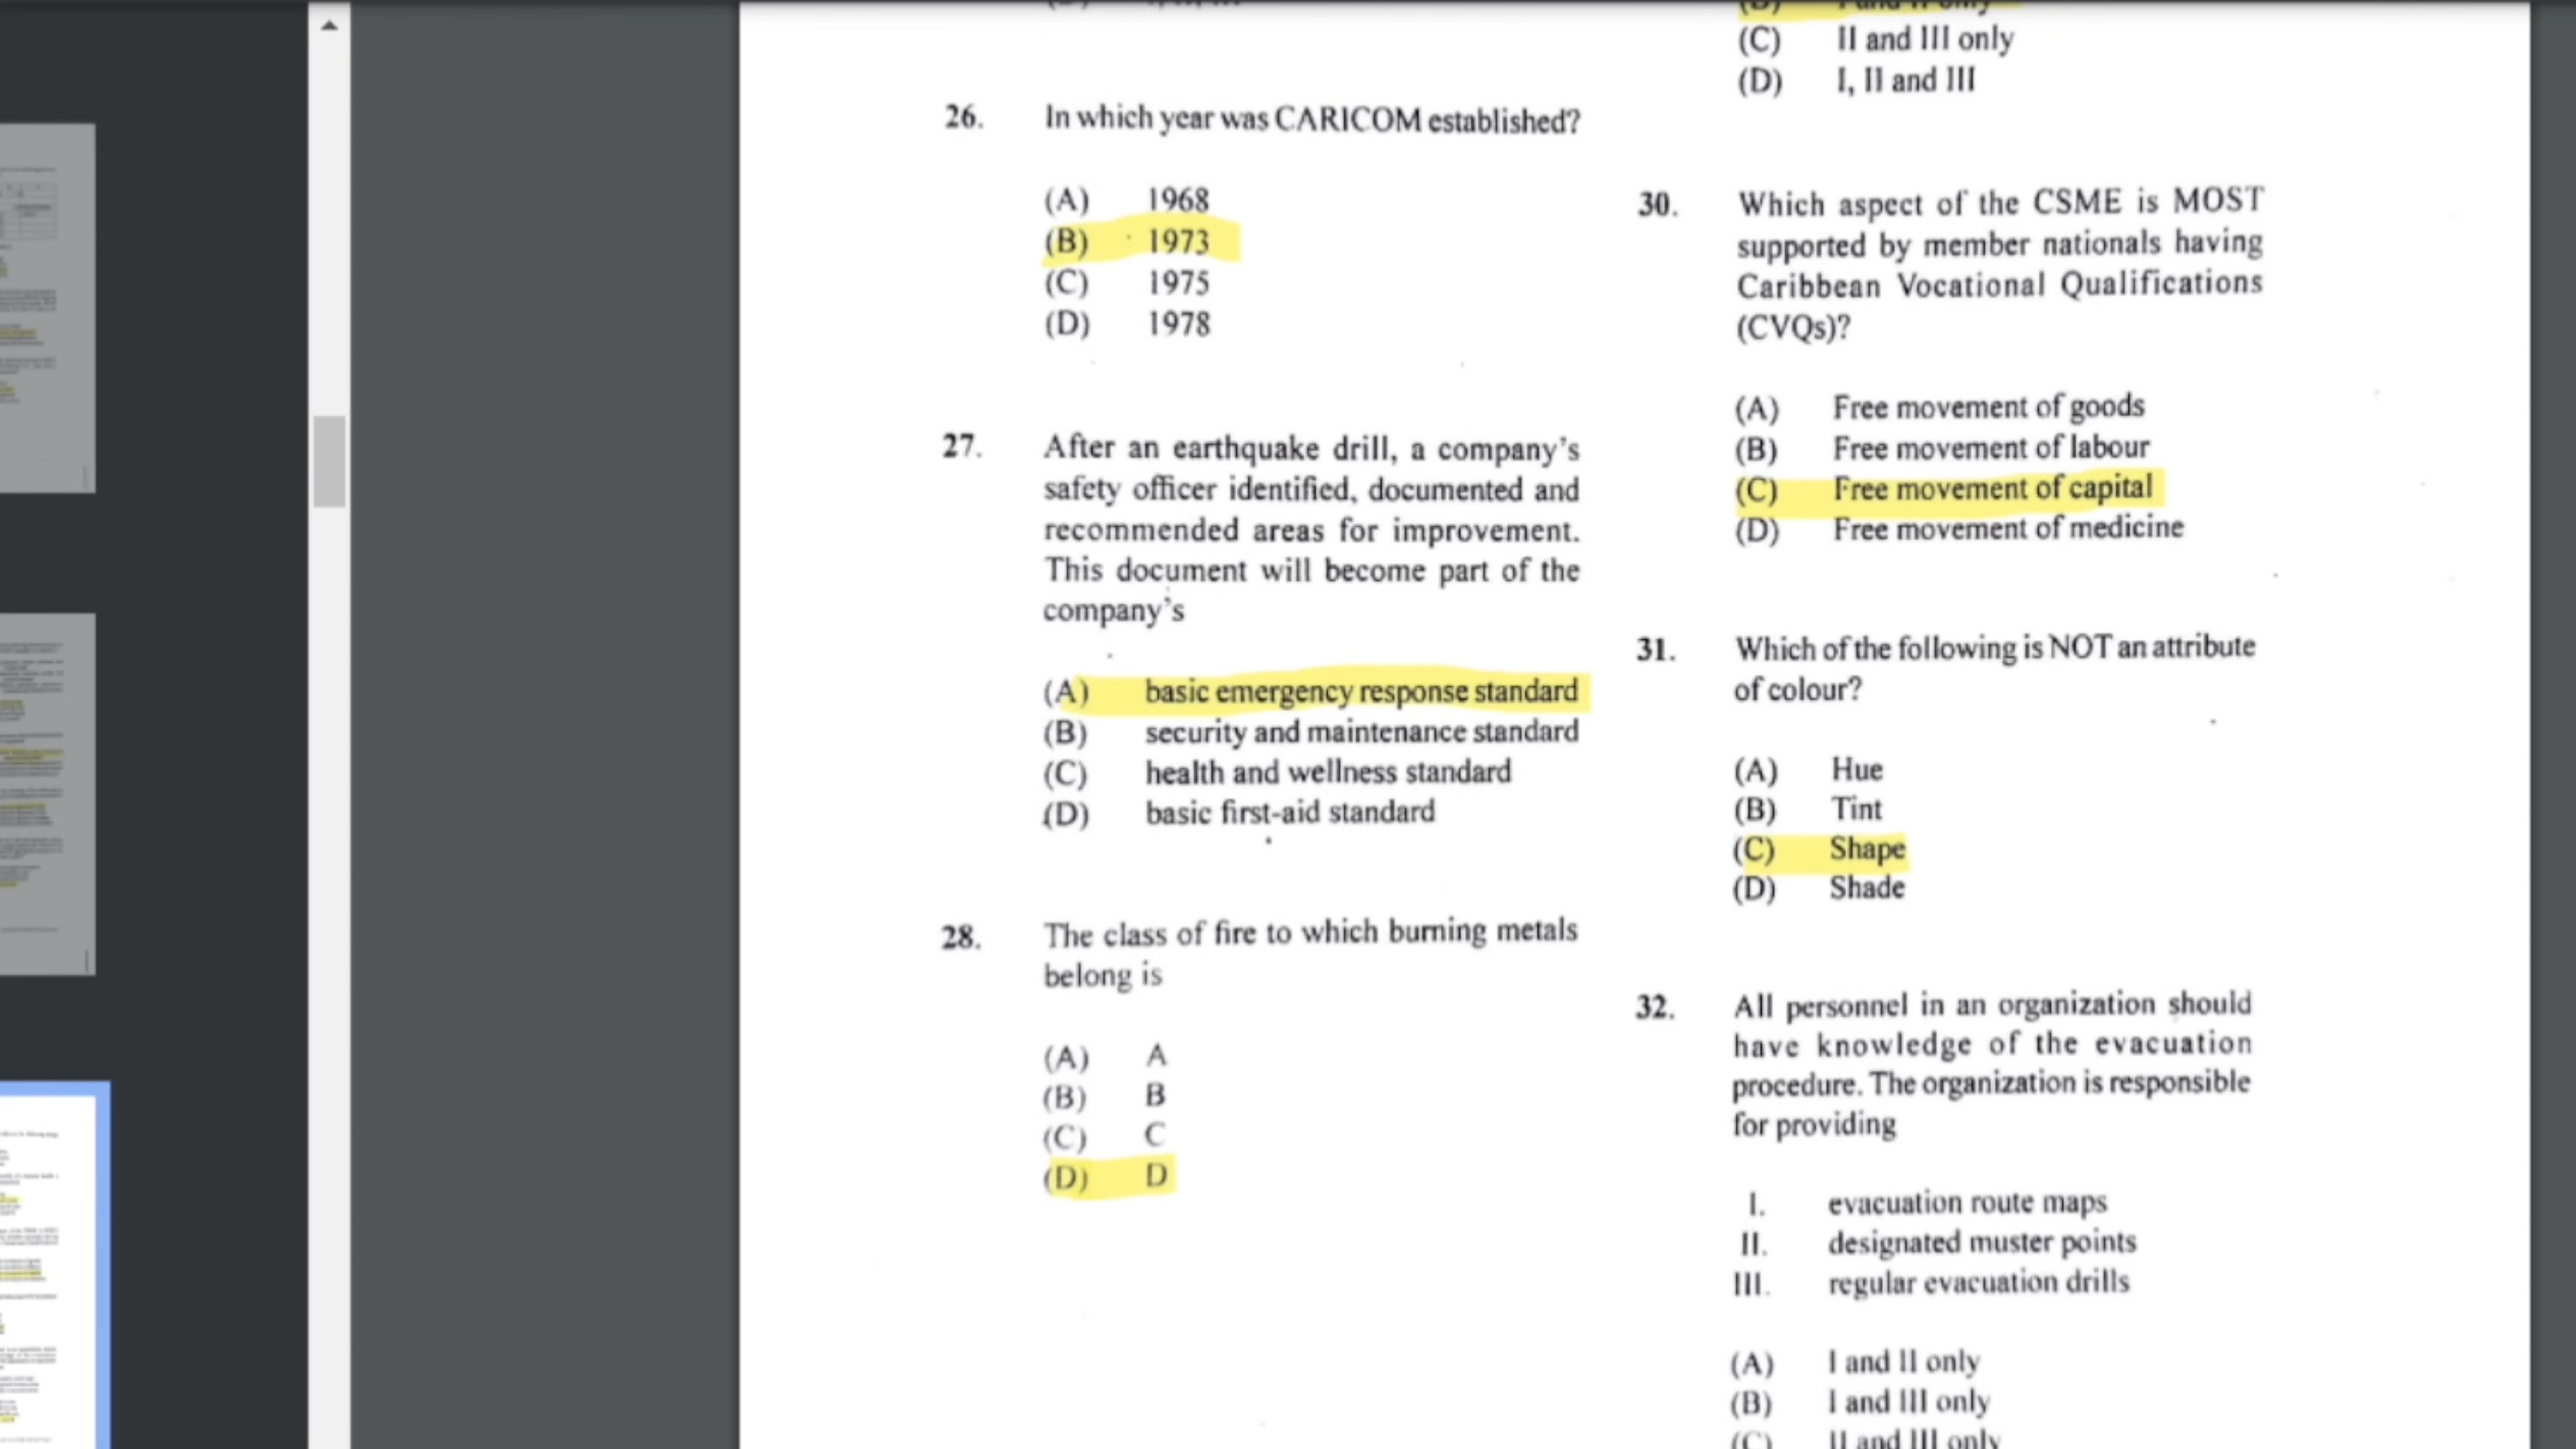 26. In which year was CARICOM established?
(A) 1968
(B) 1973
(C) 1975
(D) 1978
27. After an earthquake drill, a company's
safety officer identified, documented and
recommended areas for improvement.
This document will become part of the
company's
(A) basic emergency response standard
(B) security and maintenance standard
(C) health and wellness standard
(D) basic first-aid standard
28. The class of fire to which burning metals
belong is
(A) A
(B) B
(C) C
(D) D
(B) I and II only
(C) II and III only
(D) I, II and III
30. Which aspect of the CSME is MOST
supported by member nationals having
Caribbean Vocational Qualifications
(CVQs)?
(A) Free movement of goods
(B) Free movement of labour
(C) Free movement of capital
(D) Free movement of medicine
31. Which of the following is NOT an attribute
of colour?
(A) Hue
(B) Tint
(C) Shape
(D) Shade
32. All personnel in an organization should
have knowledge of the evacuation
procedure. The organization is responsible
for providing
I. evacuation route maps
II. designated muster points
III. regular evacuation drills
(A) I and II only
(B) I and III only
(C) II and III only